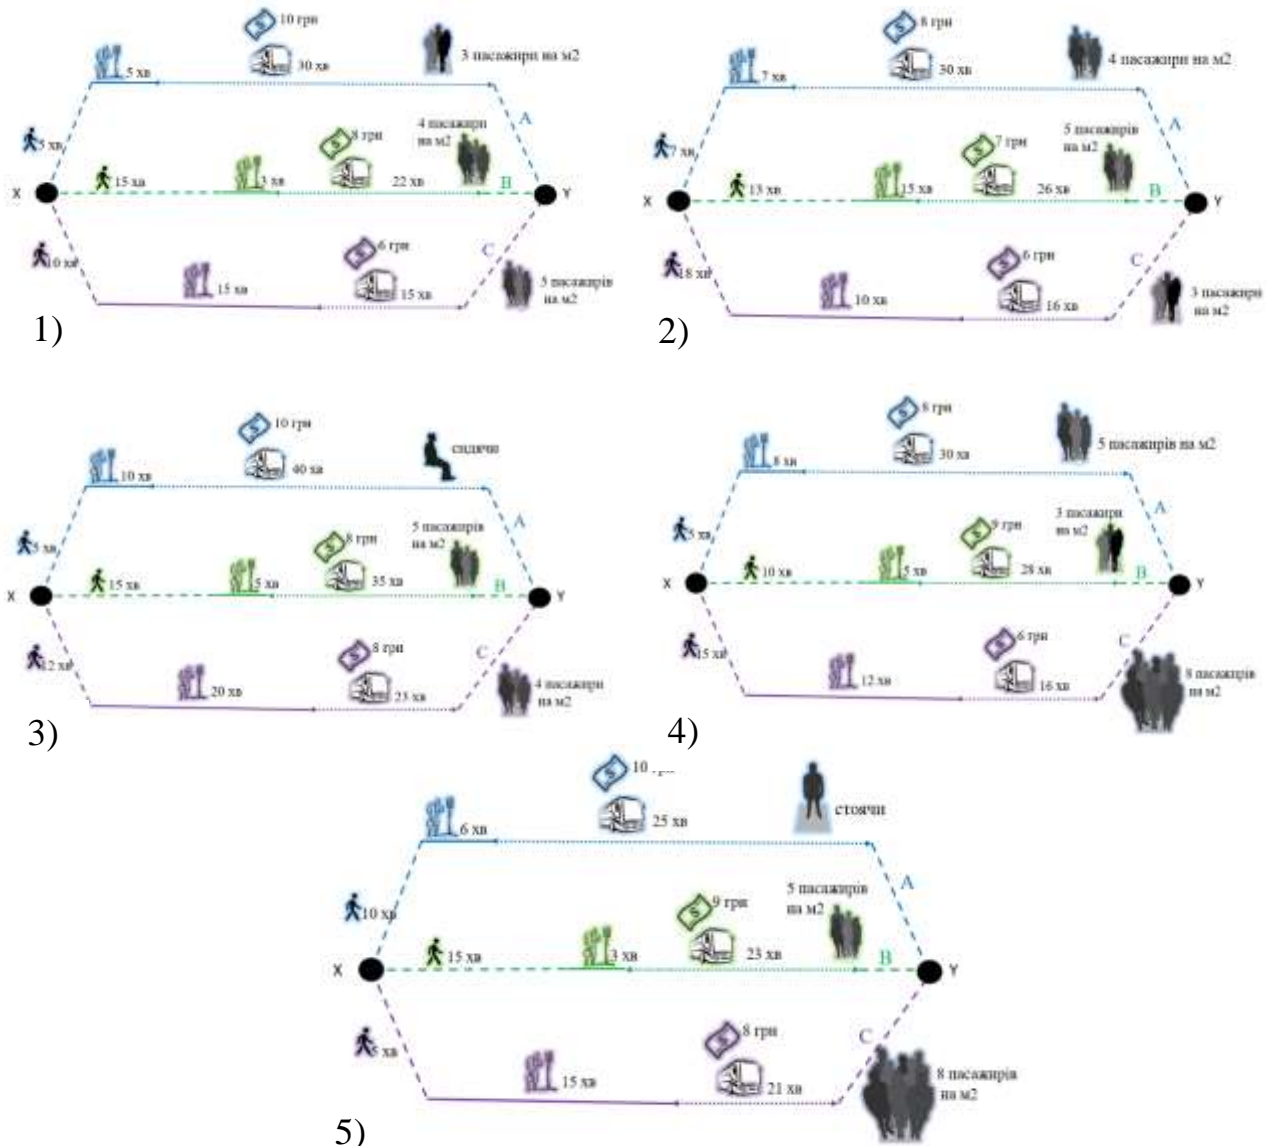 10 грн
5 хв
30 хв
3 пасажири на м2
5 хв
A
8 грн
4 пасажири
на м2
15 хв
3 хв
22 хв
B
X
Y
10 хв
C
6 грн
15 хв
15 хв
5 пасажирів
на м2
1)
8 грн
7 хв
30 хв
4 пасажири на м2
7 хв
A
7 грн
5 пасажирів
на м2
13 хв
15 хв
26 хв
B
X
Y
18 хв
C
6 грн
10 хв
16 хв
3 пасажири
на м2
2)
10 грн
10 хв
40 хв
сидячи
5 хв
A
8 грн
5 пасажирів
на м2
15 хв
5 хв
35 хв
B
X
Y
12 хв
C
8 грн
20 хв
23 хв
4 пасажири
на м2
3)
8 грн
8 хв
30 хв
5 пасажирів на м2
5 хв
A
9 грн
3 пасажири
на м2
10 хв
5 хв
28 хв
B
X
Y
15 хв
C
6 грн
12 хв
16 хв
8 пасажирів
на м2
4)
10
6 хв
25 хв
стоячи
10 хв
A
9 грн
5 пасажирів
на м2
15 хв
3 хв
23 хв
B
X
Y
5 хв
C
8 грн
15 хв
21 хв
8 пасажирів
на м2
5)